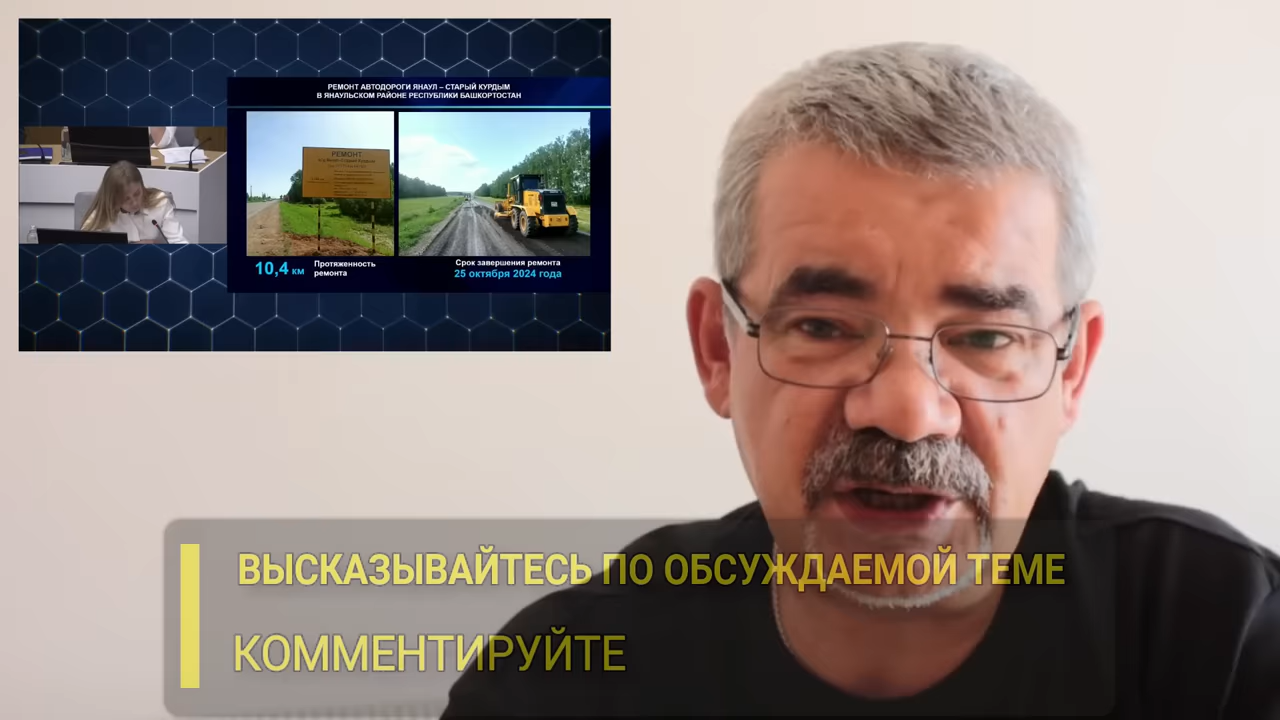 РЕМОНТ АВТОДОРОГИ ЯНАУЛ – СТАРЫЙ КУРДЫМ
В ЯНАУЛЬСКОМ РАЙОНЕ РЕСПУБЛИКИ БАШКОРТОСТАН
РЕМОНТ
10,4 км
Протяженность
ремонта
Срок завершения ремонта
25 октября 2024 года
ВЫСКАЗЫВАЙТЕСЬ ПО ОБСУЖДАЕМОЙ ТЕМЕ
КОММЕНТИРУЙТЕ